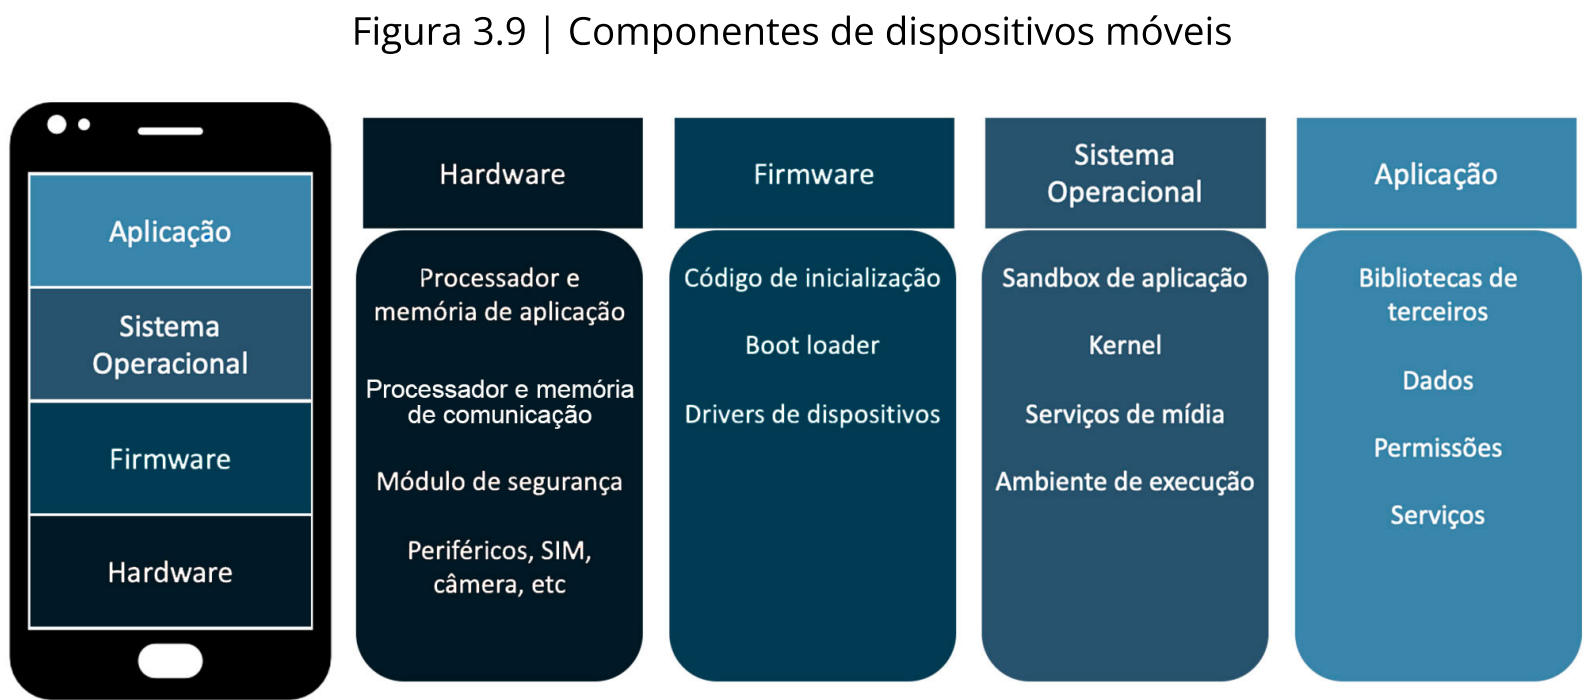 Figura 3.9 | Componentes de dispositivos móveis
Aplicação
Sistema
Operacional
Firmware
Hardware
Hardware
Processador e
memória de aplicação
Processador e memória
de comunicação
Módulo de segurança
Periféricos, SIM,
câmera, etc
Firmware
Código de inicialização
Boot loader
Drivers de dispositivos
Sistema
Operacional
Sandbox de aplicação
Kernel
Serviços de mídia
Ambiente de execução
Aplicação
Bibliotecas de
terceiros
Dados
Permissões
Serviços